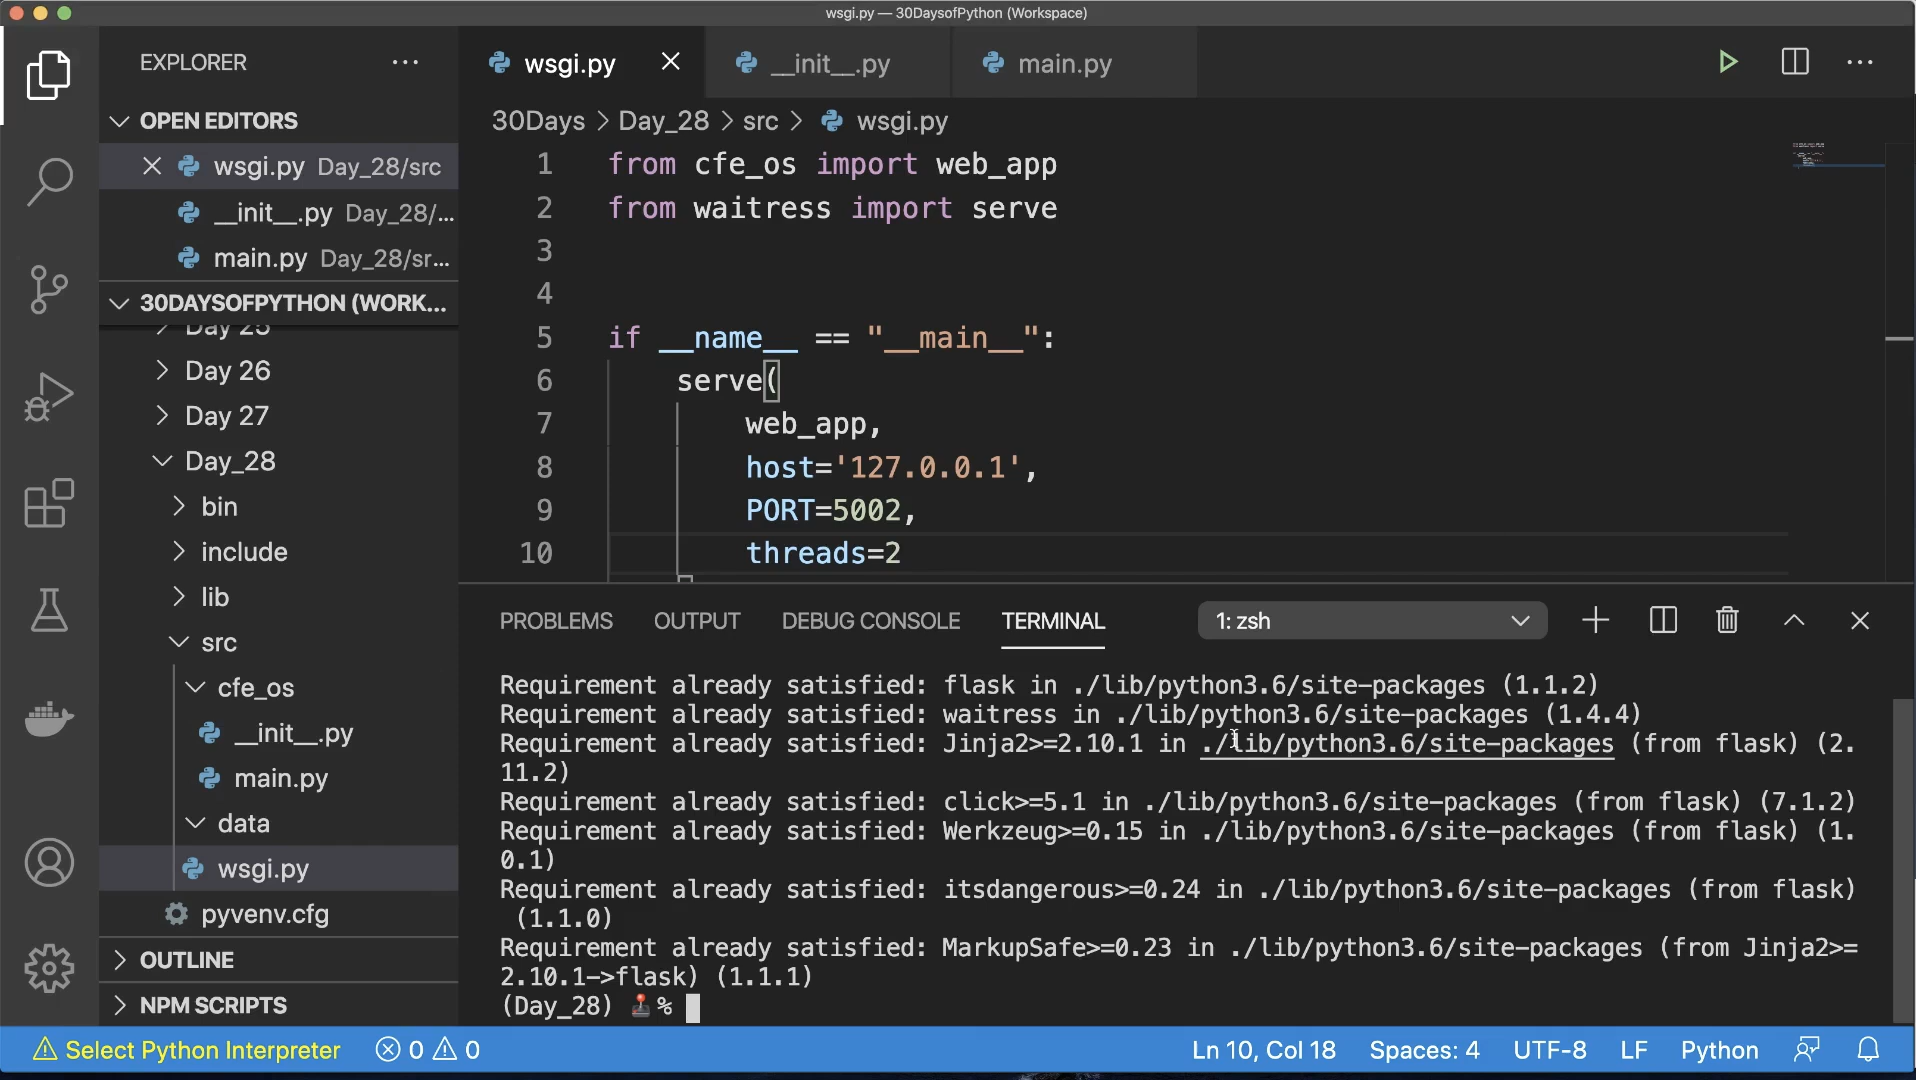 wsgi.py — 30DaysofPython (Workspace)
EXPLORER
OPEN EDITORS
wsgi.py Day_28/src
__init__.py Day_28/...
main.py Day_28/sr...
30DAYSOFPYTHON (WORK...
Day 25
Day 26
Day 27
Day_28
bin
include
lib
src
cfe_os
__init__.py
main.py
data
wsgi.py
pyvenv.cfg
OUTLINE
NPM SCRIPTS
wsgi.py
__init__.py
main.py
30Days > Day_28 > src > wsgi.py
1 from cfe_os import web_app
2 from waitress import serve
3
4
5 if __name__ == "__main__":
6 serve(
7 web_app,
8 host='127.0.0.1',
9 PORT=5002,
10 threads=2
PROBLEMS OUTPUT DEBUG CONSOLE TERMINAL 1: zsh
Requirement already satisfied: flask in ./lib/python3.6/site-packages (1.1.2)
Requirement already satisfied: waitress in ./lib/python3.6/site-packages (1.4.4)
Requirement already satisfied: Jinja2>=2.10.1 in ./lib/python3.6/site-packages (from flask) (2.
11.2)
Requirement already satisfied: click>=5.1 in ./lib/python3.6/site-packages (from flask) (7.1.2)
Requirement already satisfied: Werkzeug>=0.15 in ./lib/python3.6/site-packages (from flask) (1.
0.1)
Requirement already satisfied: itsdangerous>=0.24 in ./lib/python3.6/site-packages (from flask)
(1.1.0)
Requirement already satisfied: MarkupSafe>=0.23 in ./lib/python3.6/site-packages (from Jinja2>=
2.10.1->flask) (1.1.1)
(Day_28) 🕹️%
Select Python Interpreter 0 0 Ln 10, Col 18 Spaces: 4 UTF-8 LF Python